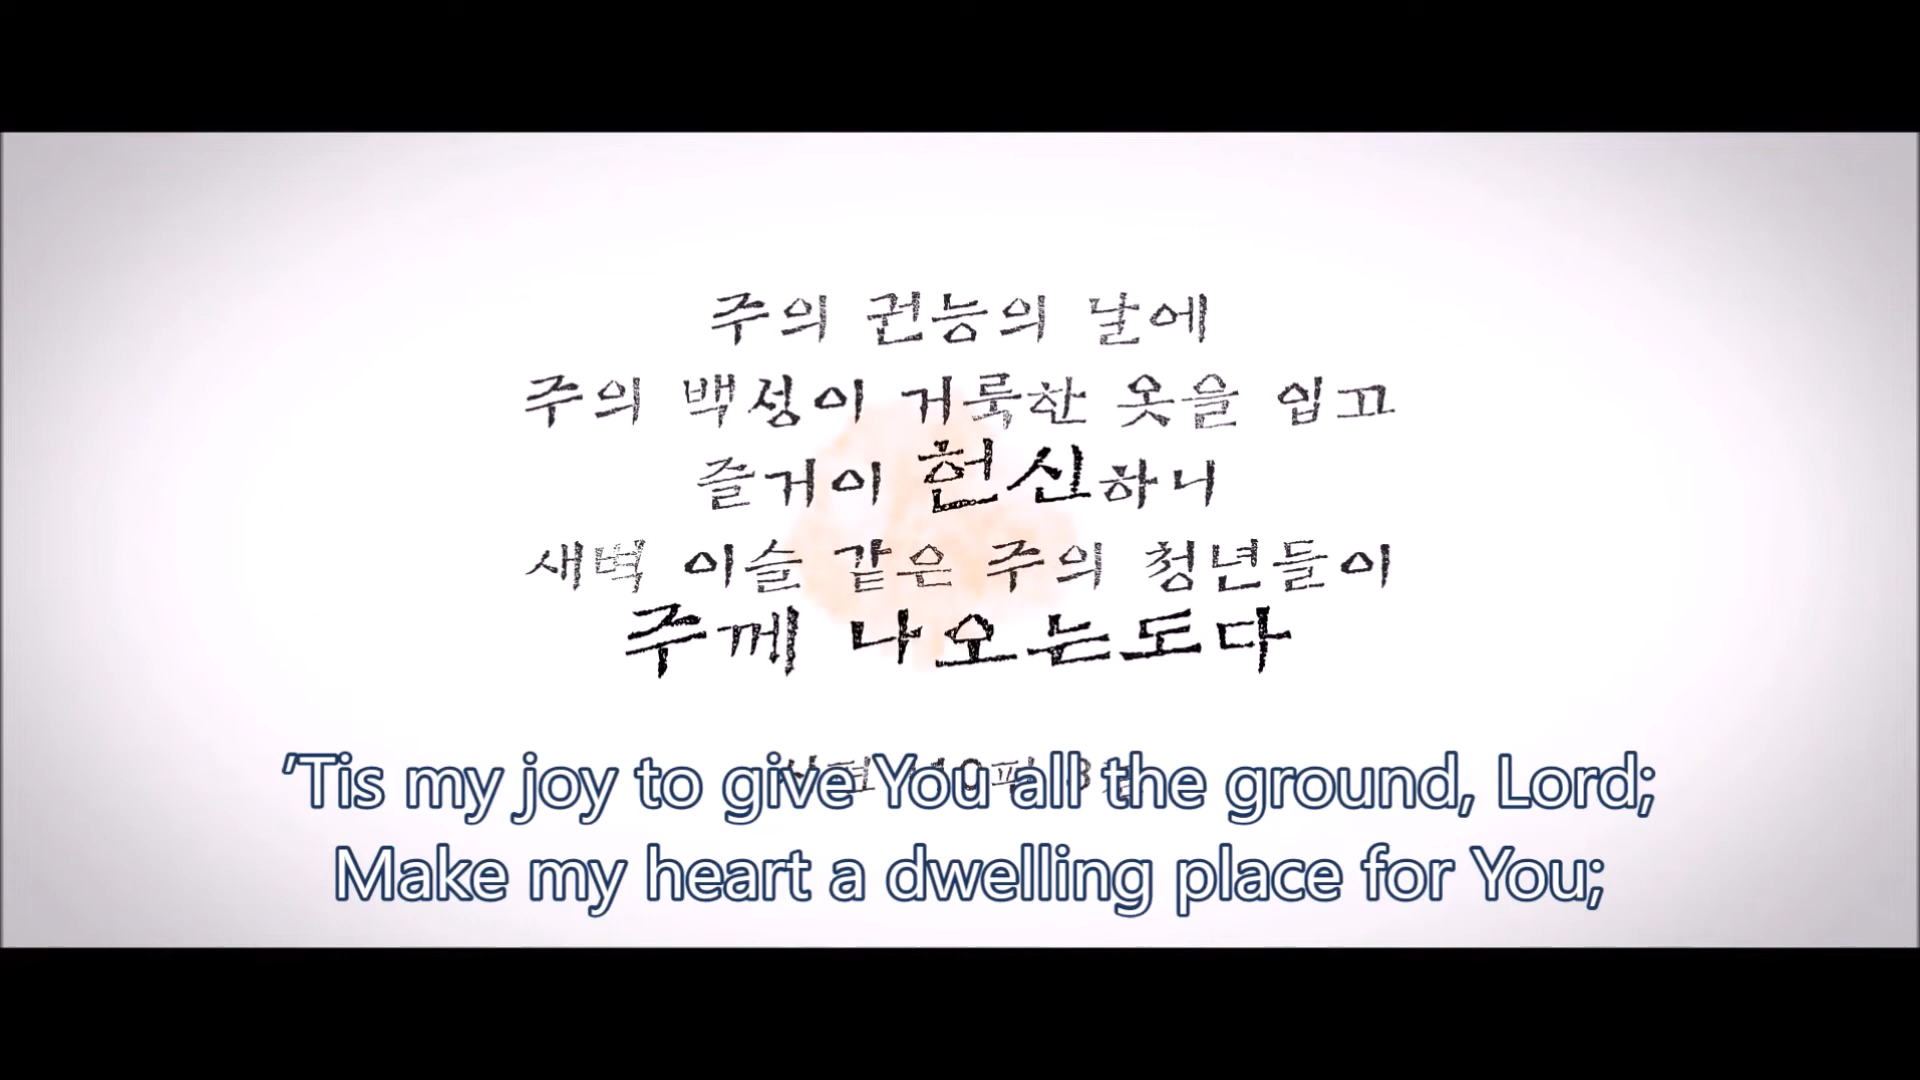 주의 권능의 날에
주의 백성이 거룩한 옷을 입고
즐거이 헌신하니
새벽 이슬 같은 주의 청년들이
주께 나오는도다
’Tis my joy to give You all the ground, Lord;
Make my heart a dwelling place for You;